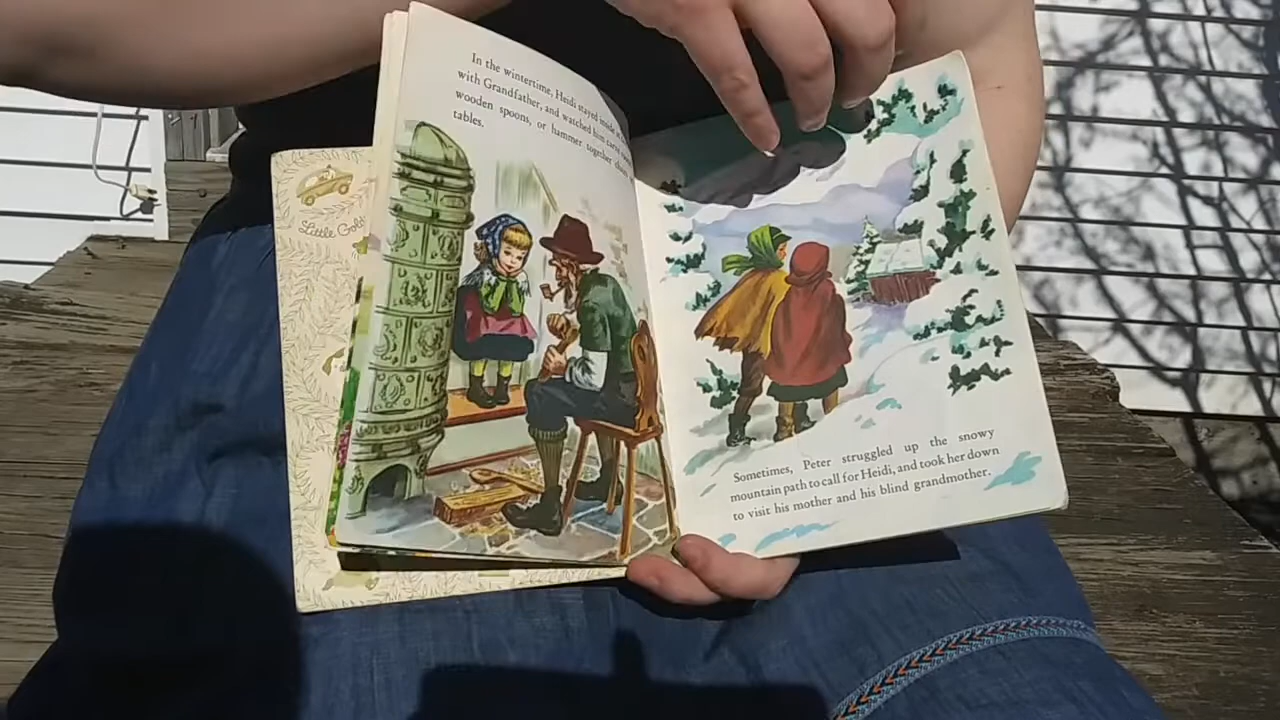 In the wintertime, Heidi stayed inside
with Grandfather, and watched him carve
wooden spoons, or hammer together
tables.
Little Gold
Sometimes, Peter struggled up the snowy
mountain path to call for Heidi, and took her down
to visit his mother and his blind grandmother.